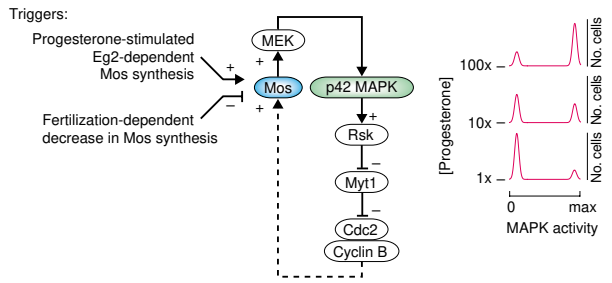 Triggers:
Progesterone-stimulated
Eg2-dependent
Mos synthesis
+
–
Fertilization-dependent
decrease in Mos synthesis
MEK
+
Mos
+
p42 MAPK
+
Rsk
–
Myt1
–
Cdc2
Cyclin B
[Progesterone]
100x –
10x –
1x –
No. cells
No. cells
No. cells
0
max
MAPK activity